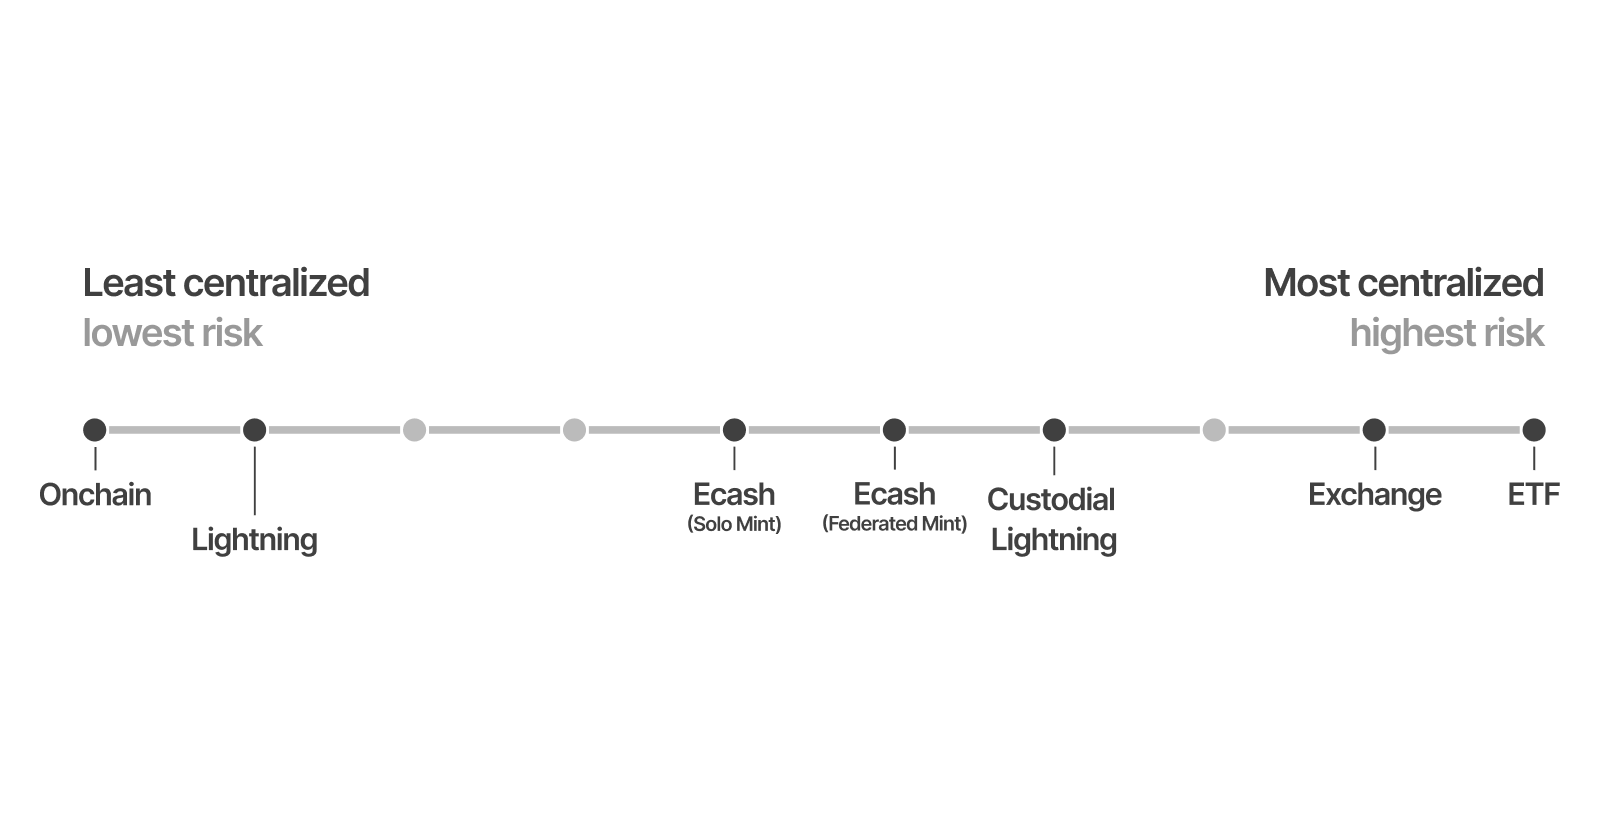 Least centralized
lowest risk
Most centralized
highest risk
Onchain
Lightning
Ecash
(Solo Mint)
Ecash
(Federated Mint)
Custodial
Lightning
Exchange
ETF